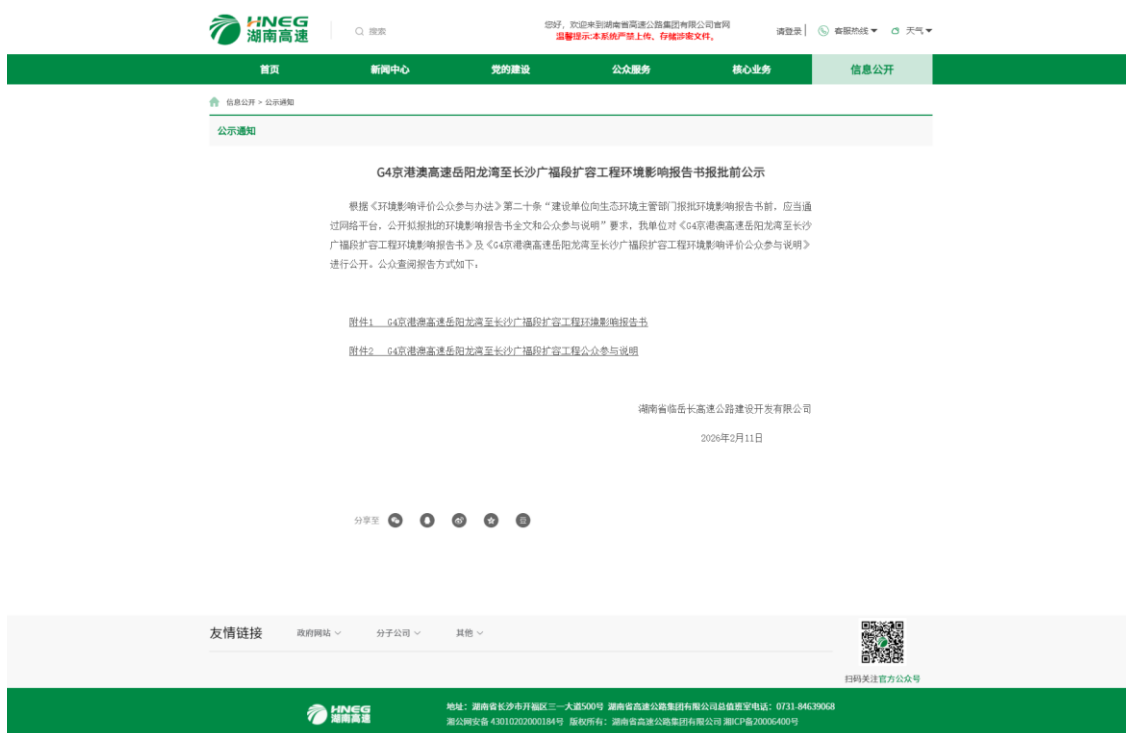 HNEG
湖南高速
搜索
您好，欢迎来到湖南省高速公路集团有限公司官网
温馨提示:本系统严禁上传、存储涉密文件。
请登录
客服热线
天气
首页
新闻中心
党的建设
公众服务
核心业务
信息公开
信息公开 > 公示通知
公示通知
G4京港澳高速岳阳龙湾至长沙广福段扩容工程环境影响报告书报批前公示
根据《环境影响评价公众参与办法》第二十条“建设单位向生态环境主管部门报批环境影响报告书前，应当通
过网络平台，公开拟报批的环境影响报告书全文和公众参与说明”要求，我单位对《G4京港澳高速岳阳龙湾至长沙
广福段扩容工程环境影响报告书》及《G4京港澳高速岳阳龙湾至长沙广福段扩容工程环境影响评价公众参与说明》
进行公开。公众查阅报告方式如下：
附件1 G4京港澳高速岳阳龙湾至长沙广福段扩容工程环境影响报告书
附件2 G4京港澳高速岳阳龙湾至长沙广福段扩容工程公众参与说明
湖南省临岳长高速公路建设开发有限公司
2026年2月11日
分享至
友情链接
政府网站
分子公司
其他
扫码关注官方公众号
HNEG
湖南高速
地址：湖南省长沙市开福区三一大道500号 湖南省高速公路集团有限公司总值班室电话：0731-84639068
湘公网安备 43010202000184号 版权所有：湖南省高速公路集团有限公司 湘ICP备20006400号